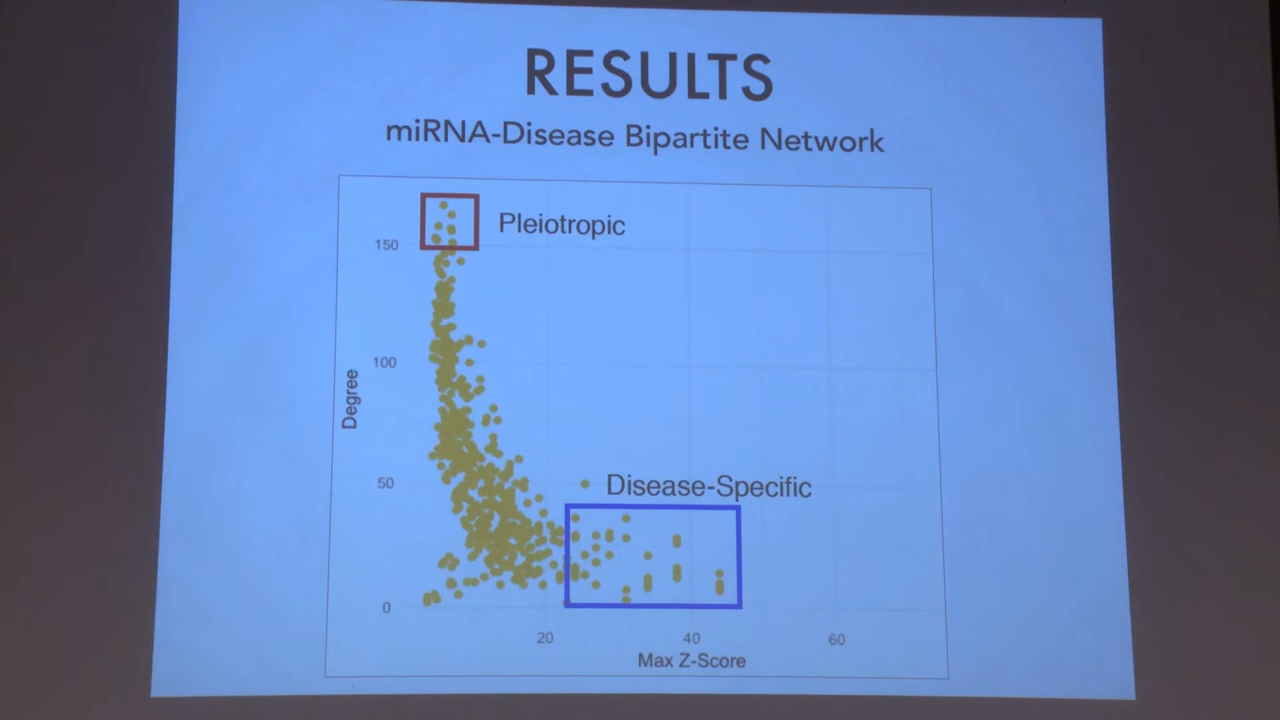 RESULTS
miRNA-Disease Bipartite Network
Pleiotropic
150
100
Degree
50
Disease-Specific
0
20
40
60
Max Z-Score